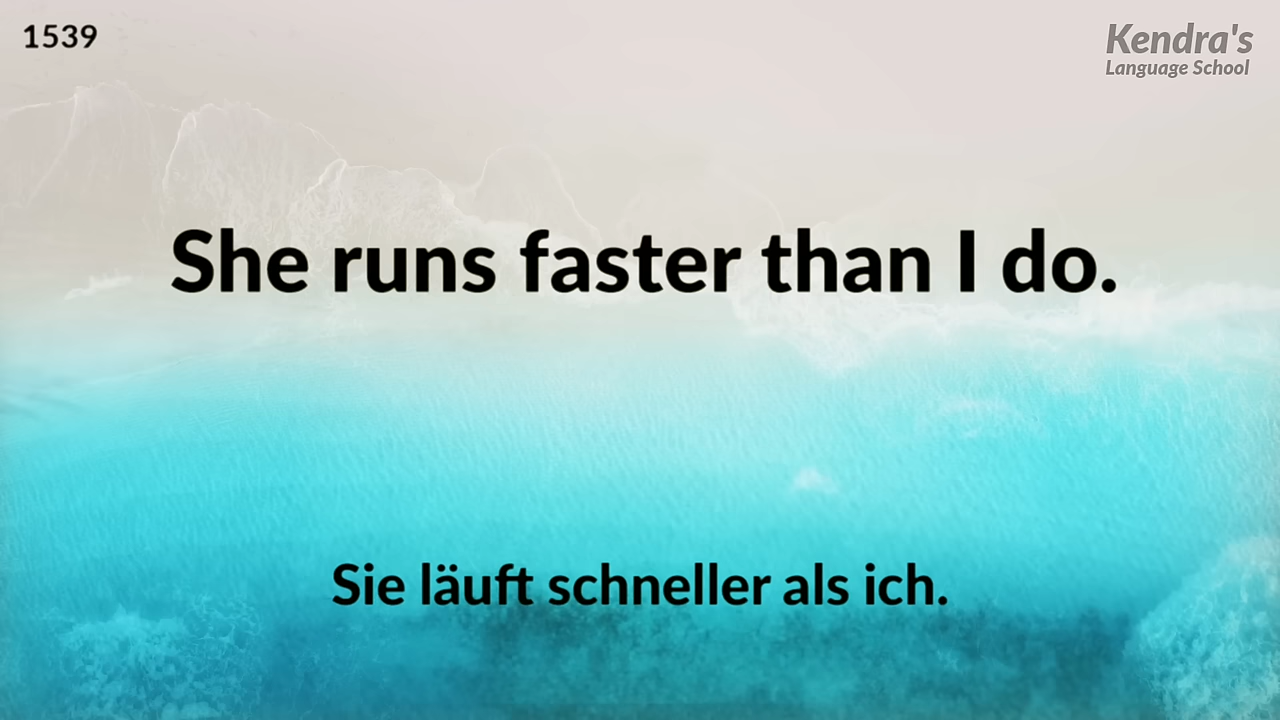 1539
Kendra's
Language School
She runs faster than I do.
Sie läuft schneller als ich.